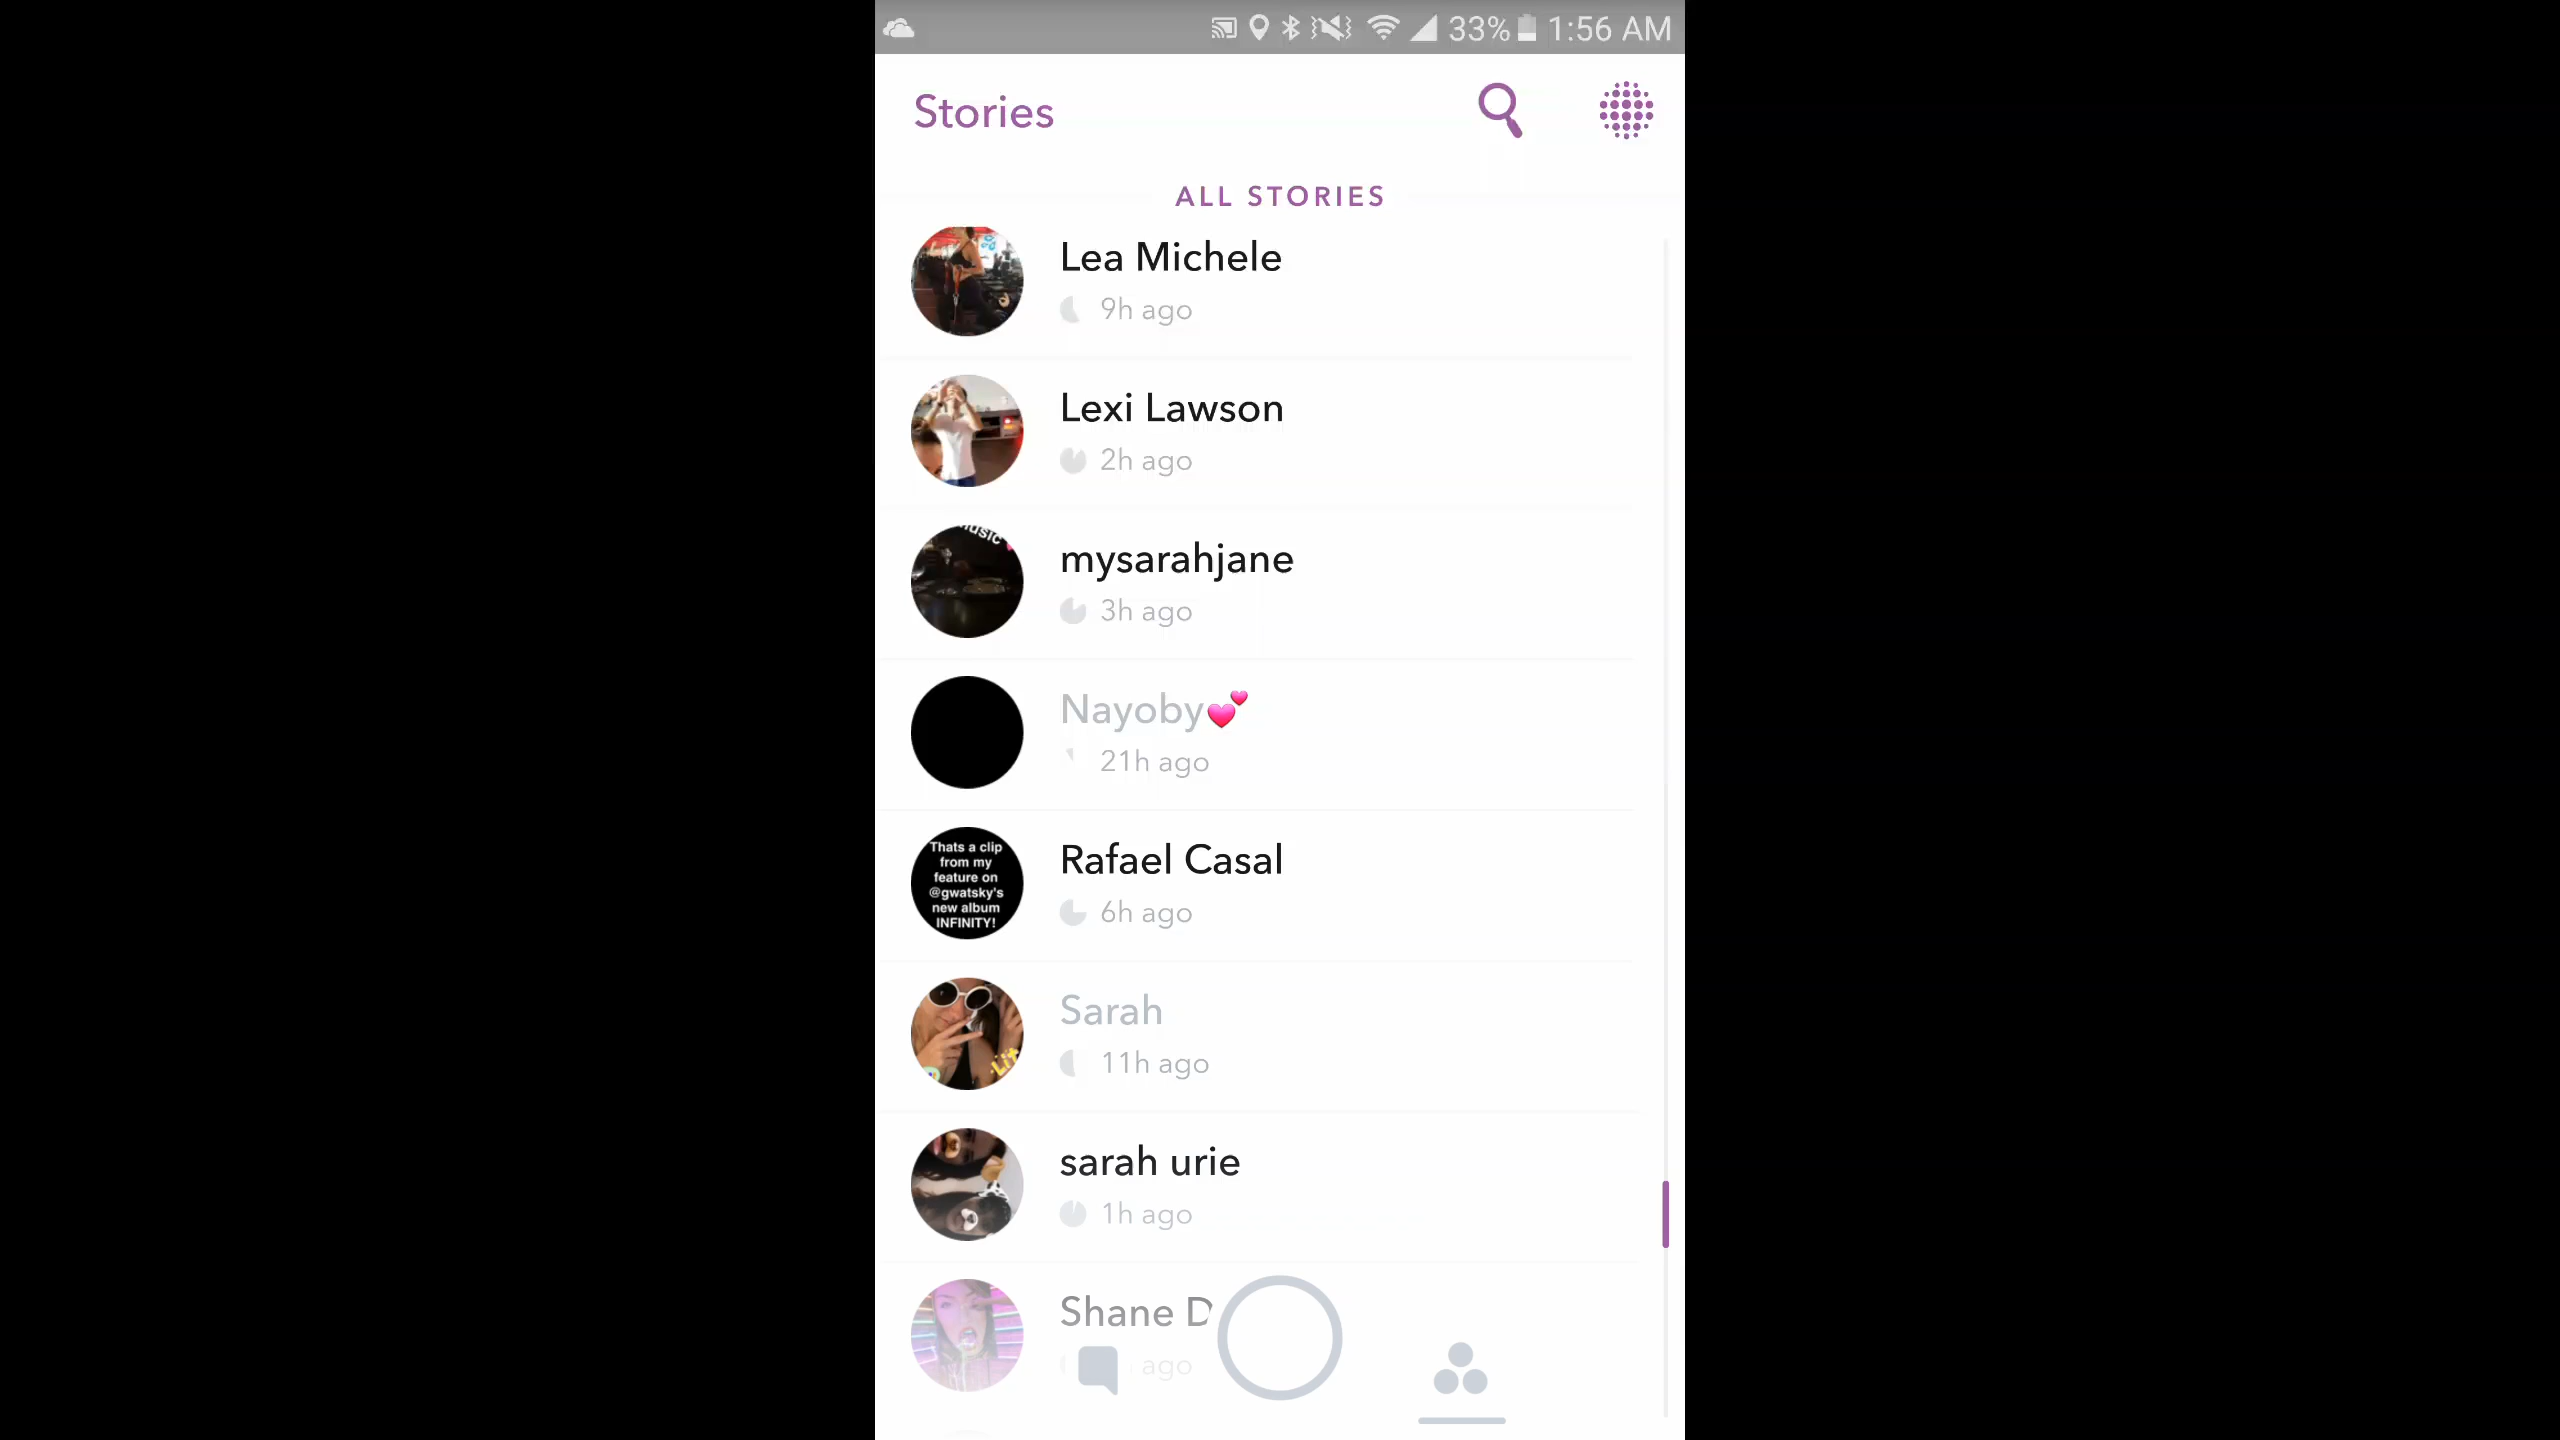 33% 1:56 AM
Stories
ALL STORIES
Lea Michele
9h ago
Lexi Lawson
2h ago
music
mysarahjane
3h ago
Nayoby💕
21h ago
Thats a clip
from my
feature on
@gwatsky's
new album
INFINITY!
Rafael Casal
6h ago
Sarah
11h ago
Lit
sarah urie
1h ago
Shane D
ago